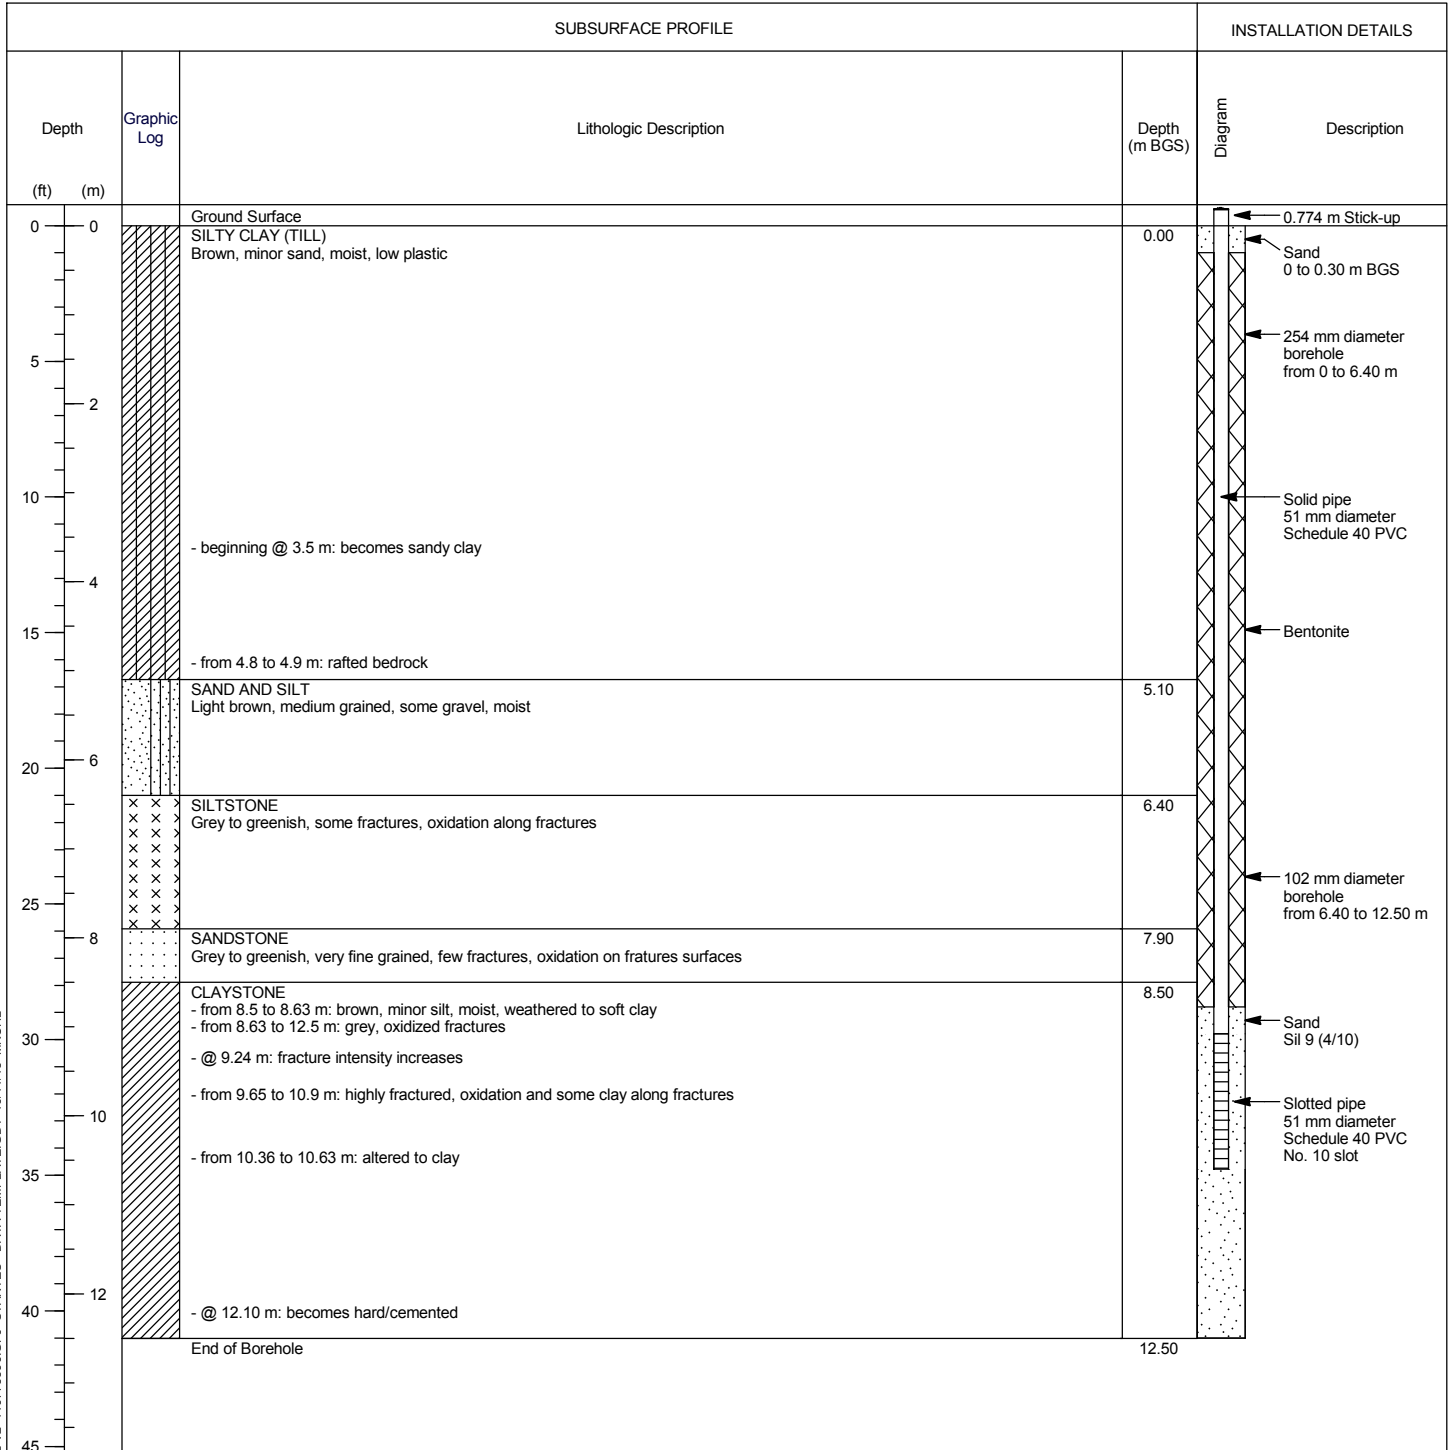 SUBSURFACE PROFILE
INSTALLATION DETAILS
Depth
Graphic
Log
Lithologic Description
Depth
(m BGS)
Diagram
Description
(ft)
(m)
Ground Surface
0.774 m Stick-up
0
0
SILTY CLAY (TILL)
0.00
Brown, minor sand, moist, low plastic
Sand
0 to 0.30 m BGS
254 mm diameter
borehole
from 0 to 6.40 m
5
2
10
Solid pipe
51 mm diameter
Schedule 40 PVC
- beginning @ 3.5 m: becomes sandy clay
4
15
Bentonite
- from 4.8 to 4.9 m: rafted bedrock
SAND AND SILT
5.10
Light brown, medium grained, some gravel, moist
6
20
SILTSTONE
6.40
Grey to greenish, some fractures, oxidation along fractures
102 mm diameter
borehole
from 6.40 to 12.50 m
25
8
SANDSTONE
7.90
Grey to greenish, very fine grained, few fractures, oxidation on fratures surfaces
CLAYSTONE
8.50
- from 8.5 to 8.63 m: brown, minor silt, moist, weathered to soft clay
- from 8.63 to 12.5 m: grey, oxidized fractures
Sand
Sil 9 (4/10)
30
- @ 9.24 m: fracture intensity increases
- from 9.65 to 10.9 m: highly fractured, oxidation and some clay along fractures
10
Slotted pipe
51 mm diameter
Schedule 40 PVC
No. 10 slot
- from 10.36 to 10.63 m: altered to clay
35
12
40
- @ 12.10 m: becomes hard/cemented
End of Borehole
12.50
45